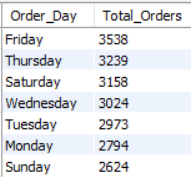 Order_Day Total_Orders
Friday 3538
Thursday 3239
Saturday 3158
Wednesday 3024
Tuesday 2973
Monday 2794
Sunday 2624